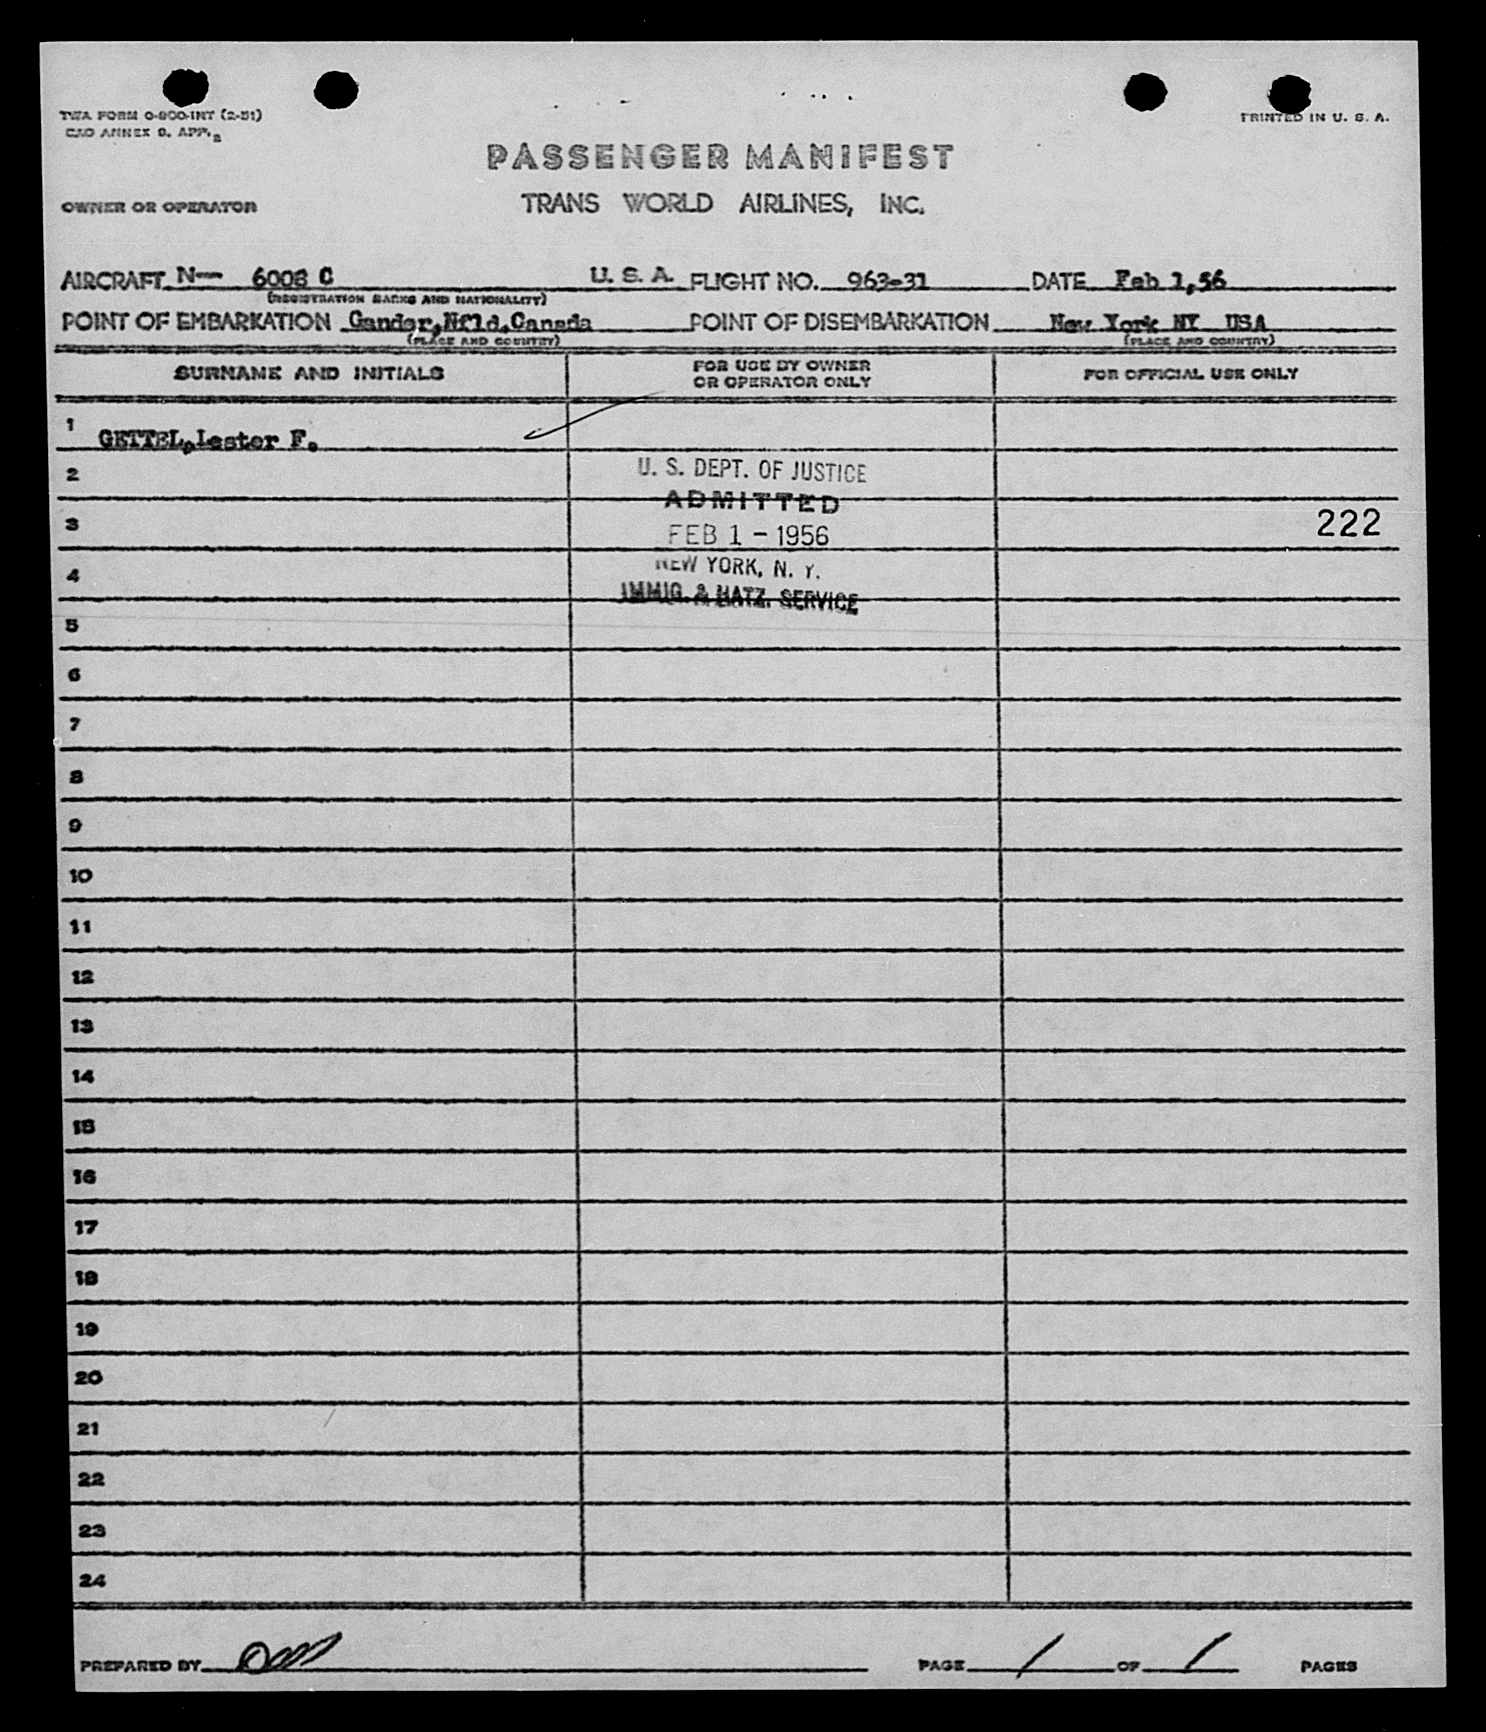 TWA FORM O-800-INT (2-51)
PRINTED IN U. S. A.
CAO ANNEX 9, APP. 2
PASSENGER MANIFEST
OWNER OR OPERATOR TRANS WORLD AIRLINES, INC.
AIRCRAFT N— 6008 C U. S. A. FLIGHT NO. 963-31 DATE Feb 1,56
(REGISTRATION MARKS AND NATIONALITY)
POINT OF EMBARKATION Gander,Nfld.Canada POINT OF DISEMBARKATION New York NY USA
(PLACE AND COUNTRY) (PLACE AND COUNTRY)
SURNAME AND INITIALS FOR USE BY OWNER OR OPERATOR ONLY FOR OFFICIAL USE ONLY
1 GETTEL,Lester F.
2 U. S. DEPT. OF JUSTICE
ADMITTED
3 FEB 1 - 1956 222
4 NEW YORK, N. Y.
IMMIG. & NATZ. SERVICE
5
6
7
8
9
10
11
12
13
14
15
16
17
18
19
20
21
22
23
24
PREPARED BY PAGE 1 OF 1 PAGES